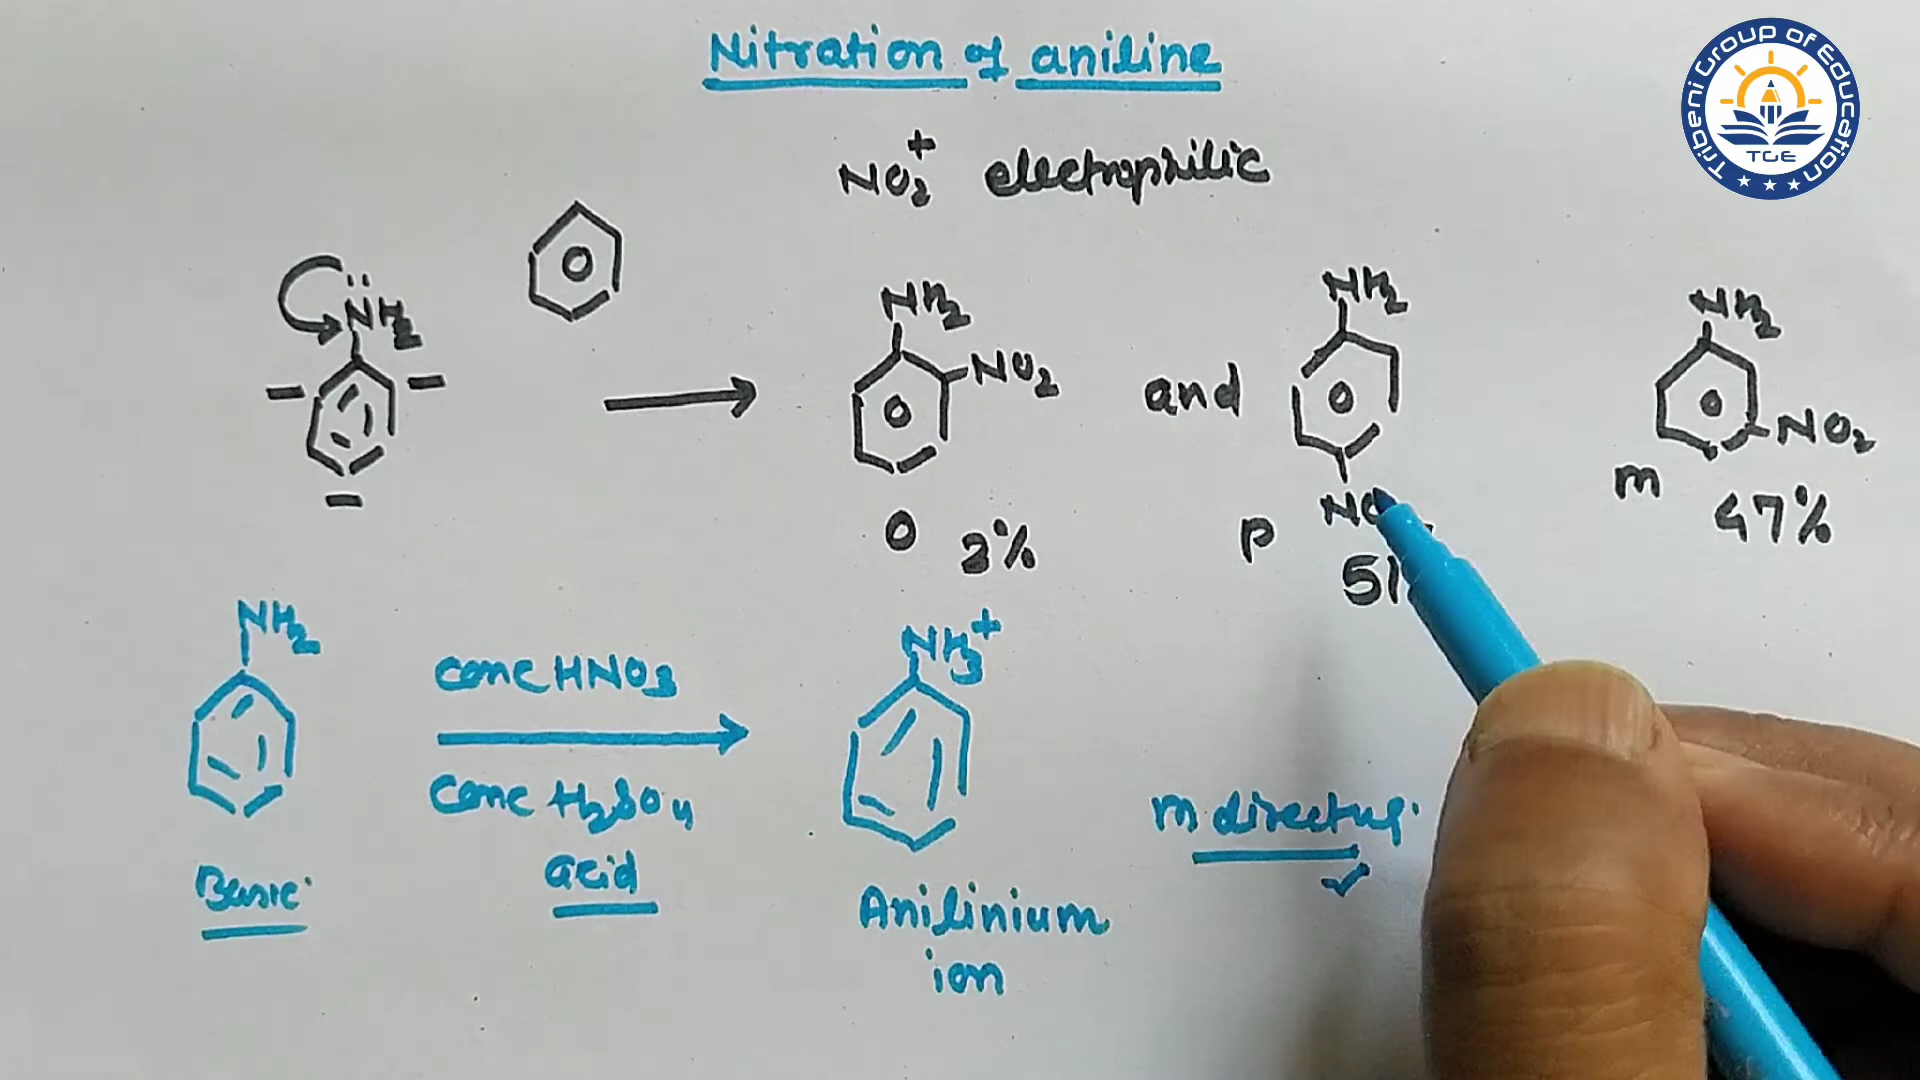 Nitration of aniline
Tribeni Group of Education
TGE
NO2+ electrophilic
NH2
NH2
NO2
and
NH2
NH2
NO2
O 2%
p
51
m
47%
NH2
conc HNO3
conc H2SO4
acid
Basic
NH3+
Anilinium
ion
m directing